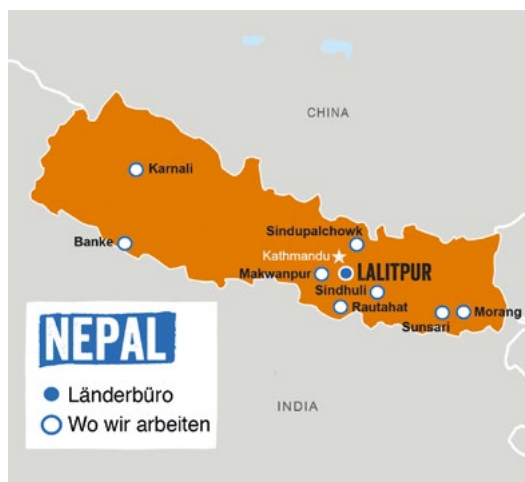 CHINA
Karnali
Sindupalchowk
Banke
Kathmandu
Makwanpur
LALITPUR
Sindhuli
Rautahat
Morang
Sunsari
NEPAL
Länderbüro
Wo wir arbeiten
INDIA